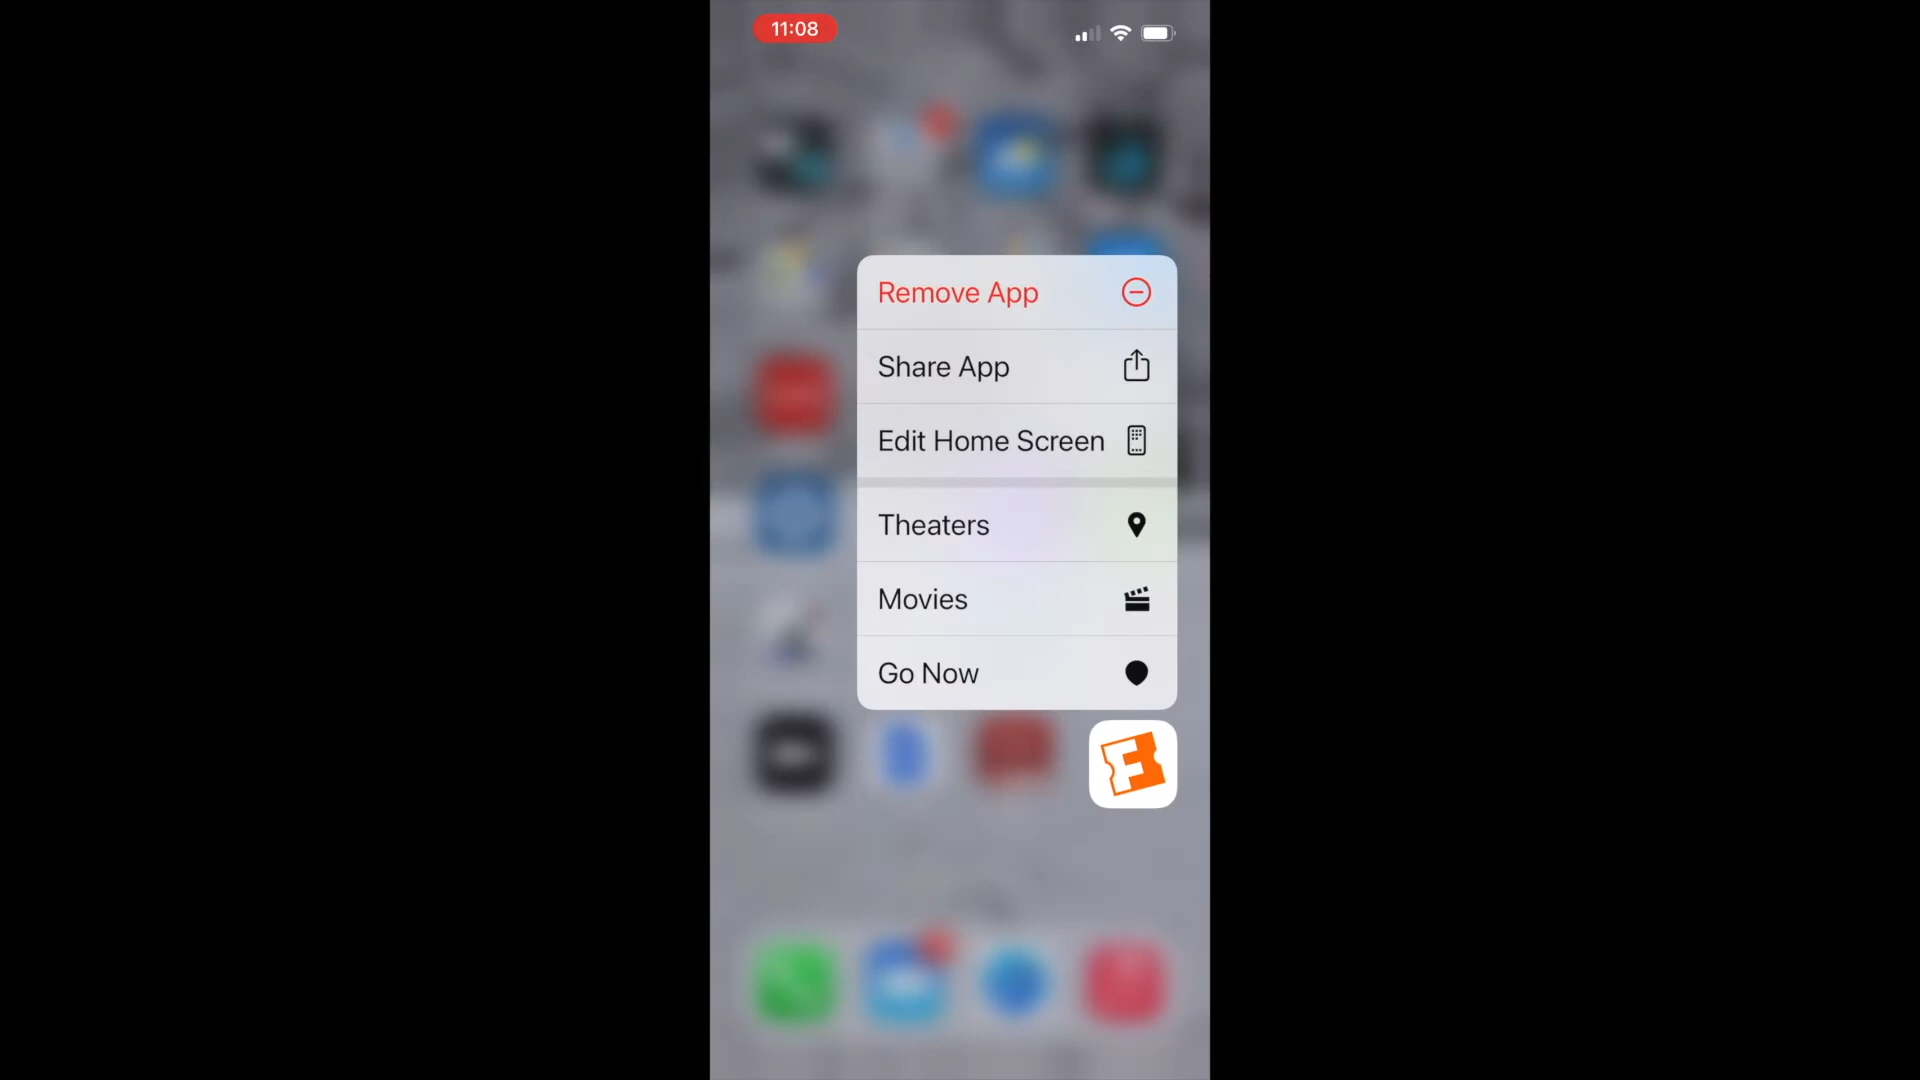 11:08
Remove App
Share App
Edit Home Screen
Theaters
Movies
Go Now
F